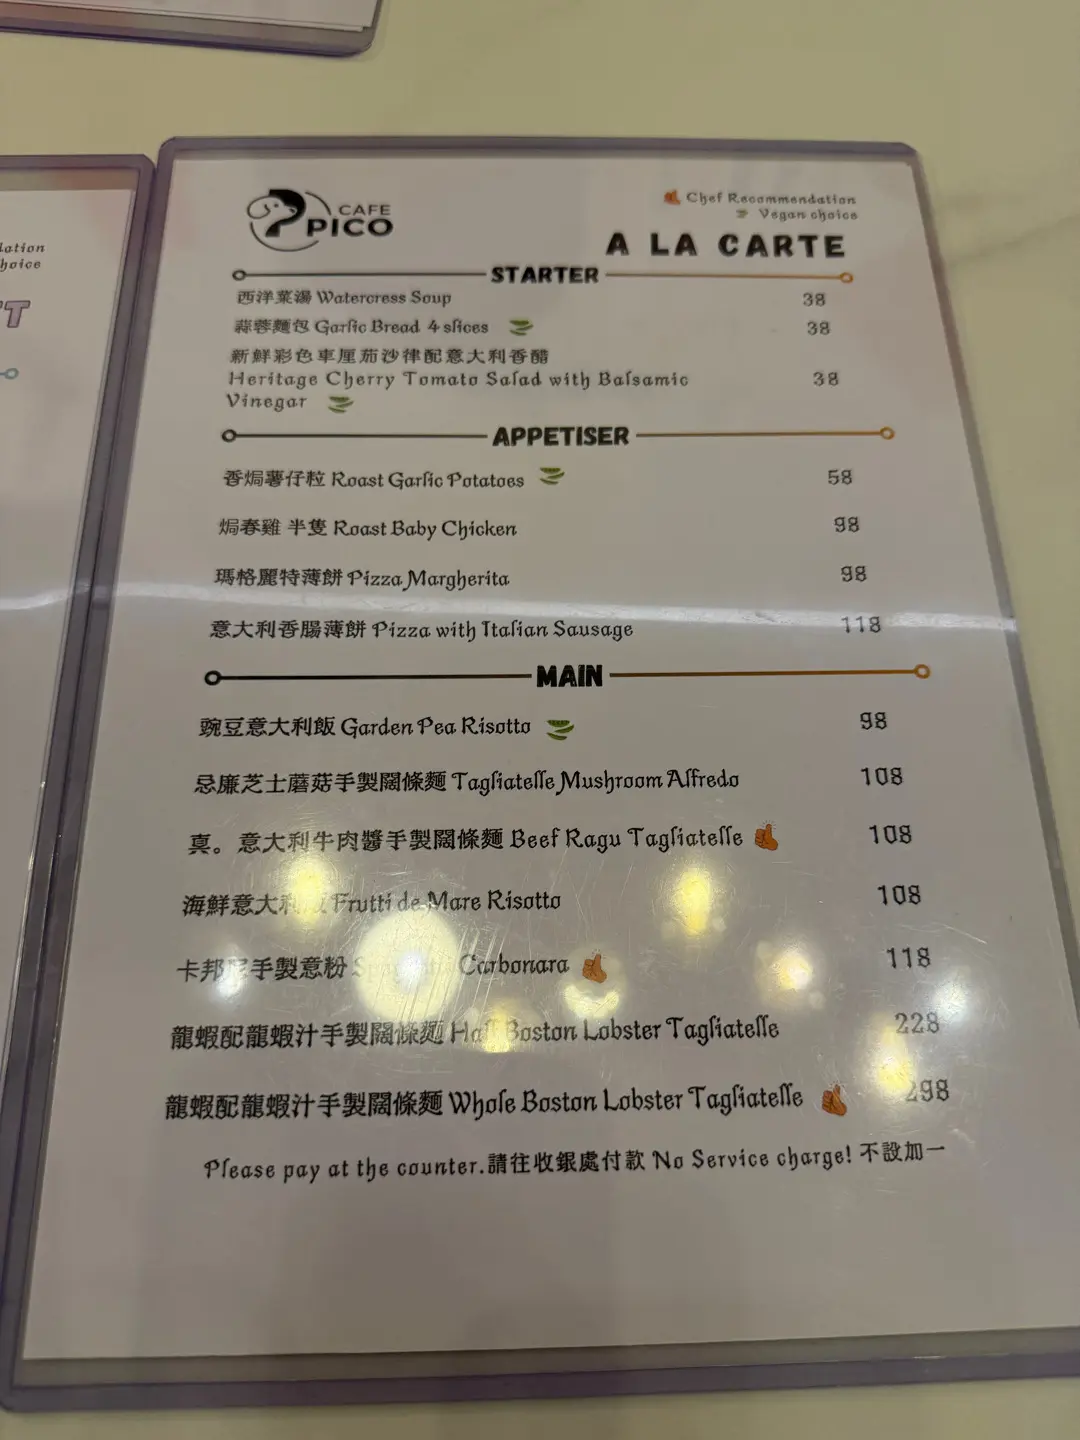 lation
hoice
CAFE
PICO
Chef Recommendation
Vegan choice
A LA CARTE
STARTER
西洋菜湯 Watercress Soup 38
蒜蓉麵包 Garlic Bread 4 slices 38
新鮮彩色車厘茄沙律配意大利香醋
Heritage Cherry Tomato Salad with Balsamic 38
Vinegar
APPETISER
香焗薯仔粒 Roast Garlic Potatoes 58
焗春雞 半隻 Roast Baby Chicken 98
瑪格麗特薄餅 Pizza Margherita 98
意大利香腸薄餅 Pizza with Italian Sausage 118
MAIN
豌豆意大利飯 Garden Pea Risotto 98
忌廉芝士蘑菇手製闊條麵 Tagliatelle Mushroom Alfredo 108
真。意大利牛肉醬手製闊條麵 Beef Ragu Tagliatelle 108
海鮮意大利飯 Frutti de Mare Risotto 108
卡邦尼手製意粉 Spaghetti Carbonara 118
龍蝦配龍蝦汁手製闊條麵 Half Boston Lobster Tagliatelle 228
龍蝦配龍蝦汁手製闊條麵 Whole Boston Lobster Tagliatelle 298
Please pay at the counter.請往收銀處付款 No Service charge! 不設加一